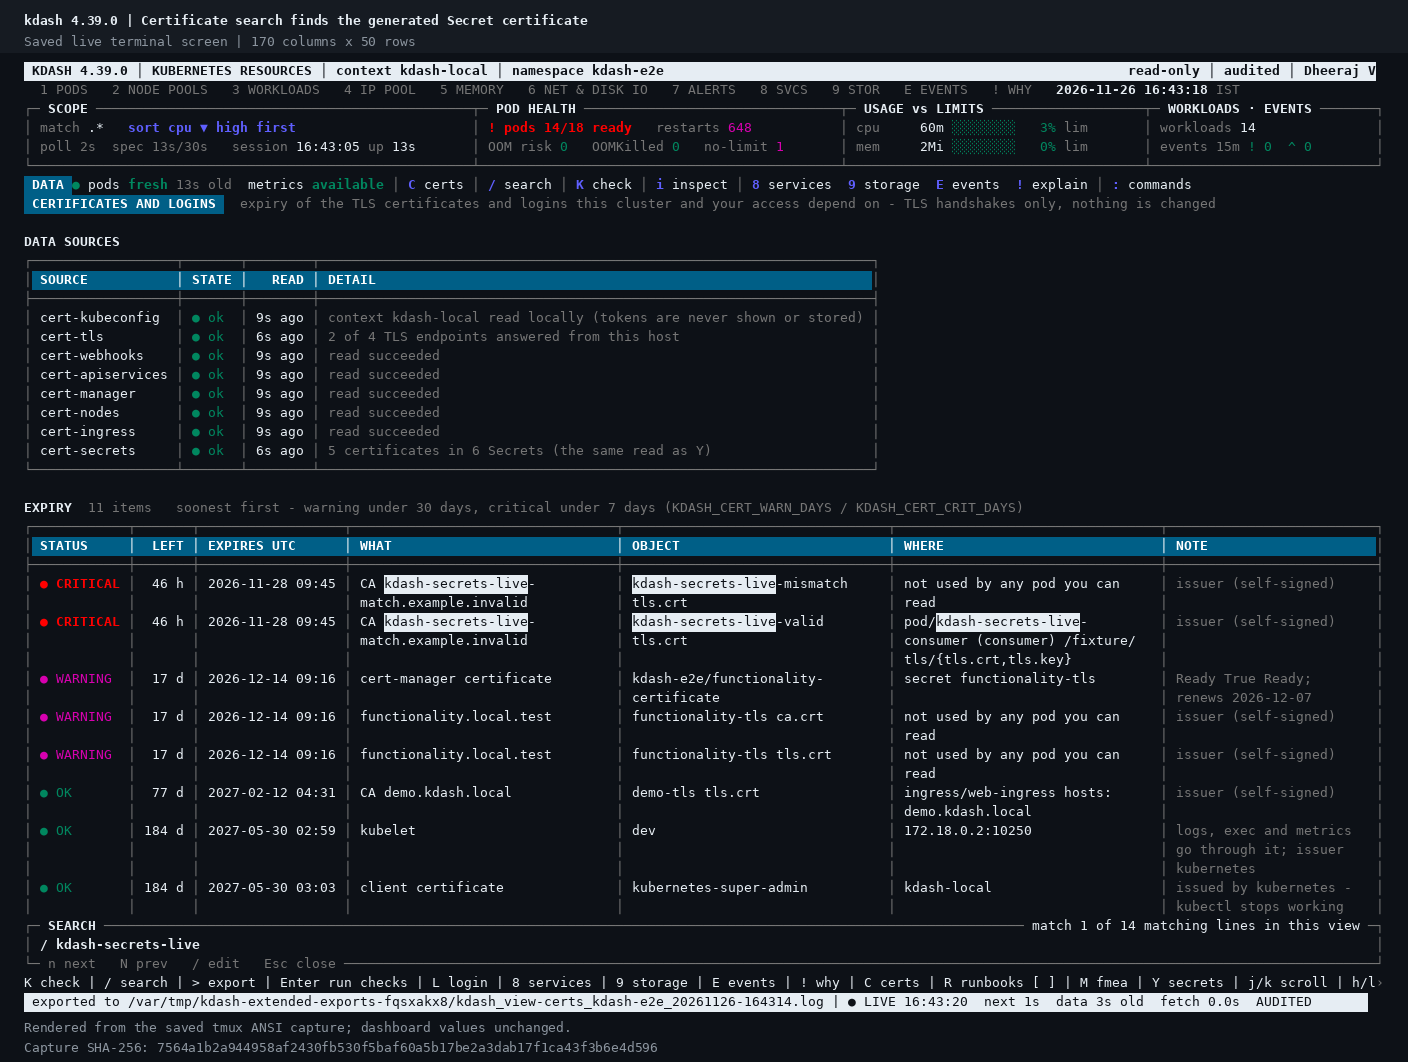 kdash 4.39.0 | Certificate search finds the generated Secret certificate
Saved live terminal screen | 170 columns x 50 rows
KDASH 4.39.0 │ KUBERNETES RESOURCES │ context kdash-local │ namespace kdash-e2e read-only │ audited │ Dheeraj V
1 PODS 2 NODE POOLS 3 WORKLOADS 4 IP POOL 5 MEMORY 6 NET & DISK IO 7 ALERTS 8 SVCS 9 STOR E EVENTS ! WHY 2026-11-26 16:43:18 IST
SCOPE POD HEALTH USAGE vs LIMITS WORKLOADS · EVENTS
match .* sort cpu ▼ high first │ ! pods 14/18 ready restarts 648 │ cpu 60m ░░░░░░░░ 3% lim │ workloads 14
poll 2s spec 13s/30s session 16:43:05 up 13s │ OOM risk 0 OOMKilled 0 no-limit 1 │ mem 2Mi ░░░░░░░░ 0% lim │ events 15m ! 0 ^ 0
DATA ● pods fresh 13s old metrics available │ C certs │ / search │ K check │ i inspect │ 8 services 9 storage E events ! explain │ : commands
CERTIFICATES AND LOGINS expiry of the TLS certificates and logins this cluster and your access depend on - TLS handshakes only, nothing is changed
DATA SOURCES
SOURCE │ STATE │ READ │ DETAIL
cert-kubeconfig │ ● ok │ 9s ago │ context kdash-local read locally (tokens are never shown or stored)
cert-tls │ ● ok │ 6s ago │ 2 of 4 TLS endpoints answered from this host
cert-webhooks │ ● ok │ 9s ago │ read succeeded
cert-apiservices │ ● ok │ 9s ago │ read succeeded
cert-manager │ ● ok │ 9s ago │ read succeeded
cert-nodes │ ● ok │ 9s ago │ read succeeded
cert-ingress │ ● ok │ 9s ago │ read succeeded
cert-secrets │ ● ok │ 6s ago │ 5 certificates in 6 Secrets (the same read as Y)
EXPIRY 11 items soonest first - warning under 30 days, critical under 7 days (KDASH_CERT_WARN_DAYS / KDASH_CERT_CRIT_DAYS)
STATUS │ LEFT │ EXPIRES UTC │ WHAT │ OBJECT │ WHERE │ NOTE
● CRITICAL │ 46 h │ 2026-11-28 09:45 │ CA kdash-secrets-live- │ kdash-secrets-live-mismatch │ not used by any pod you can │ issuer (self-signed)
match.example.invalid │ tls.crt │ read
● CRITICAL │ 46 h │ 2026-11-28 09:45 │ CA kdash-secrets-live- │ kdash-secrets-live-valid │ pod/kdash-secrets-live- │ issuer (self-signed)
match.example.invalid │ tls.crt │ consumer (consumer) /fixture/
tls/{tls.crt,tls.key}
● WARNING │ 17 d │ 2026-12-14 09:16 │ cert-manager certificate │ kdash-e2e/functionality- │ secret functionality-tls │ Ready True Ready;
certificate │ renews 2026-12-07
● WARNING │ 17 d │ 2026-12-14 09:16 │ functionality.local.test │ functionality-tls ca.crt │ not used by any pod you can │ issuer (self-signed)
read
● WARNING │ 17 d │ 2026-12-14 09:16 │ functionality.local.test │ functionality-tls tls.crt │ not used by any pod you can │ issuer (self-signed)
read
● OK │ 77 d │ 2027-02-12 04:31 │ CA demo.kdash.local │ demo-tls tls.crt │ ingress/web-ingress hosts: │ issuer (self-signed)
demo.kdash.local
● OK │ 184 d │ 2027-05-30 02:59 │ kubelet │ dev │ 172.18.0.2:10250 │ logs, exec and metrics
go through it; issuer
kubernetes
● OK │ 184 d │ 2027-05-30 03:03 │ client certificate │ kubernetes-super-admin │ kdash-local │ issued by kubernetes -
kubectl stops working
SEARCH match 1 of 14 matching lines in this view
/ kdash-secrets-live
n next N prev / edit Esc close
K check | / search | > export | Enter run checks | L login | 8 services | 9 storage | E events | ! why | C certs | R runbooks [ ] | M fmea | Y secrets | j/k scroll | h/l›
exported to /var/tmp/kdash-extended-exports-fqsxakx8/kdash_view-certs_kdash-e2e_20261126-164314.log | ● LIVE 16:43:20 next 1s data 3s old fetch 0.0s AUDITED
Rendered from the saved tmux ANSI capture; dashboard values unchanged.
Capture SHA-256: 7564a1b2a944958af2430fb530f5baf60a5b17be2a3dab17f1ca43f3b6e4d596